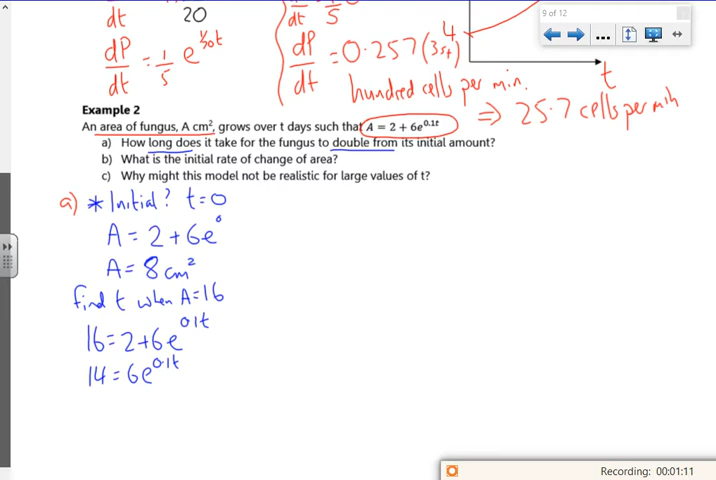 dt 20 dt 5
dP/dt = 1/5 e^(1/20 t)
dP/dt = 0.257 (3sf) 4
9 of 12
t
hundred cells per min.
⇒ 25.7 cells per min
Example 2
An area of fungus, A cm², grows over t days such that A = 2 + 6e^0.1t
a) How long does it take for the fungus to double from its initial amount?
b) What is the initial rate of change of area?
c) Why might this model not be realistic for large values of t?
a) * Initial? t=0
A = 2 + 6e^0
A = 8 cm²
find t when A=16
16 = 2+6e^0.1t
14 = 6e^0.1t
Recording: 00:01:11